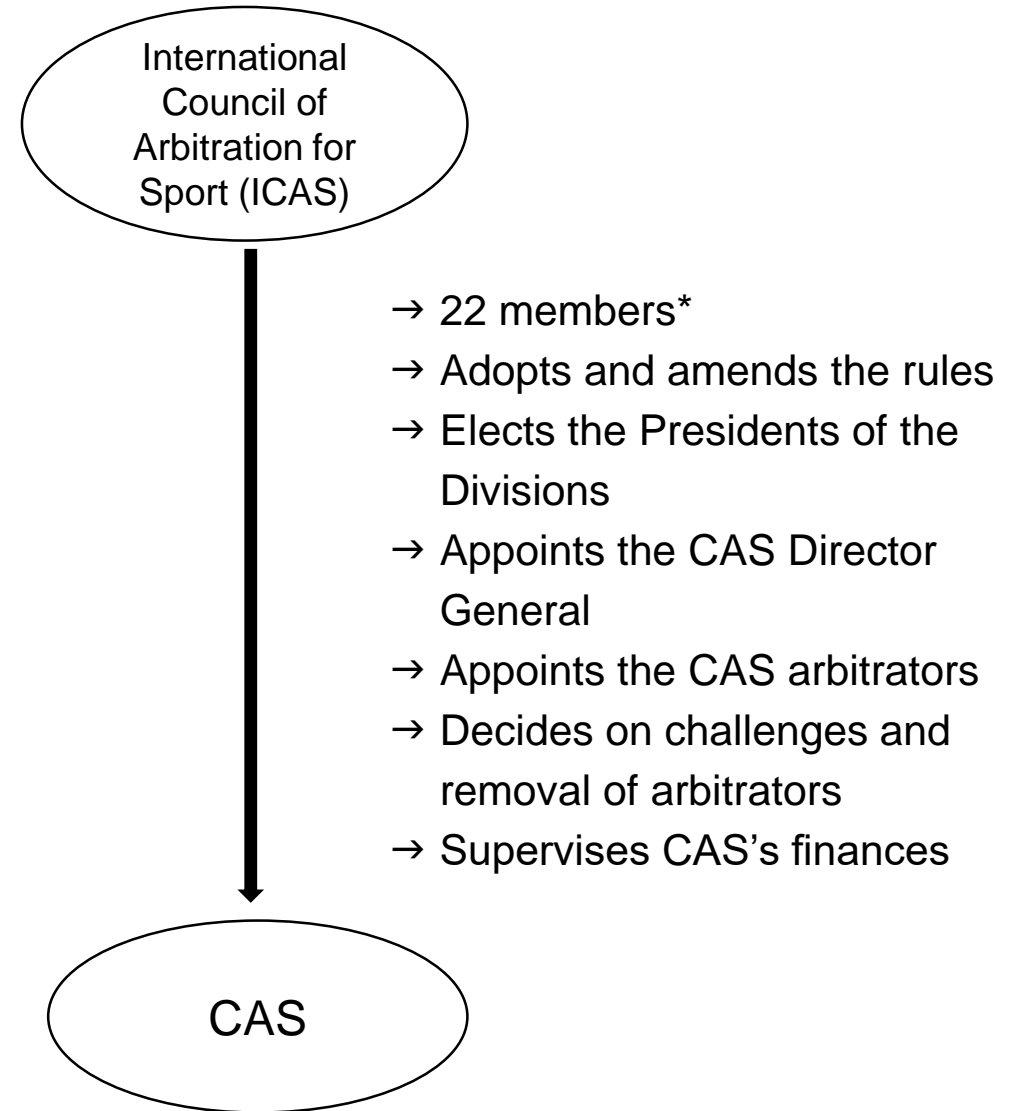 International
Council of
Arbitration for
Sport (ICAS)
→ 22 members*
→ Adopts and amends the rules
→ Elects the Presidents of the
Divisions
→ Appoints the CAS Director
General
→ Appoints the CAS arbitrators
→ Decides on challenges and
removal of arbitrators
→ Supervises CAS’s finances
CAS